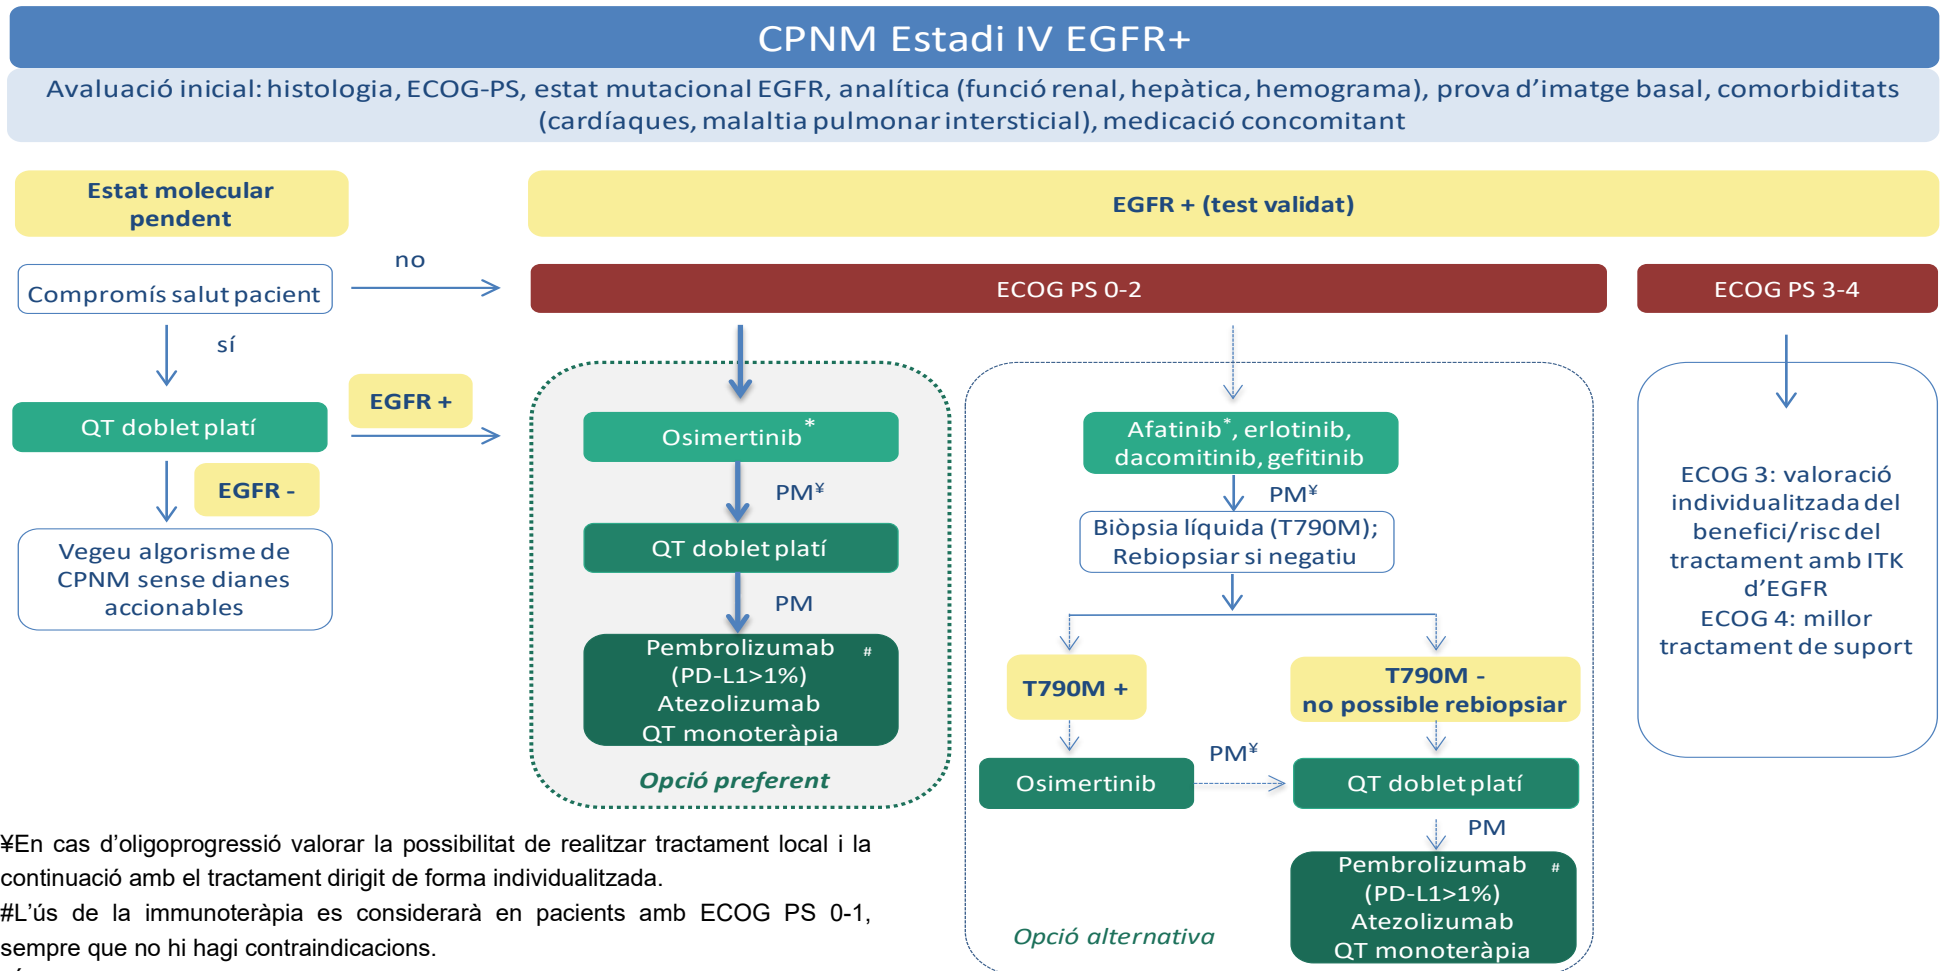 CPNM Estadi IV EGFR+
Avaluació inicial: histologia, ECOG-PS, estat mutacional EGFR, analítica (funció renal, hepàtica, hemograma), prova d'imatge basal, comorbiditats
(cardíaques, malaltia pulmonar intersticial), medicació concomitant
Estat molecular
pendent
EGFR + (test validat)
Compromís salut pacient
no
ECOG PS 0-2
ECOG PS 3-4
sí
QT doblet platí
EGFR +
EGFR -
Vegeu algorisme de
CPNM sense dianes
accionables
Osimertinib*
PM¥
QT doblet platí
PM
Pembrolizumab #
(PD-L1>1%)
Atezolizumab
QT monoteràpia
Opció preferent
Afatinib*, erlotinib,
dacomitinib, gefitinib
PM¥
Biòpsia líquida (T790M);
Rebiopsiar si negatiu
T790M +
T790M -
no possible rebiopsiar
Osimertinib
PM¥
QT doblet platí
PM
Pembrolizumab #
(PD-L1>1%)
Atezolizumab
QT monoteràpia
Opció alternativa
ECOG 3: valoració
individualitzada del
benefici/risc del
tractament amb ITK
d'EGFR
ECOG 4: millor
tractament de suport
¥En cas d'oligoprogressió valorar la possibilitat de realitzar tractament local i la
continuació amb el tractament dirigit de forma individualitzada.
#L'ús de la immunoteràpia es considerarà en pacients amb ECOG PS 0-1,
sempre que no hi hagi contraindicacions.